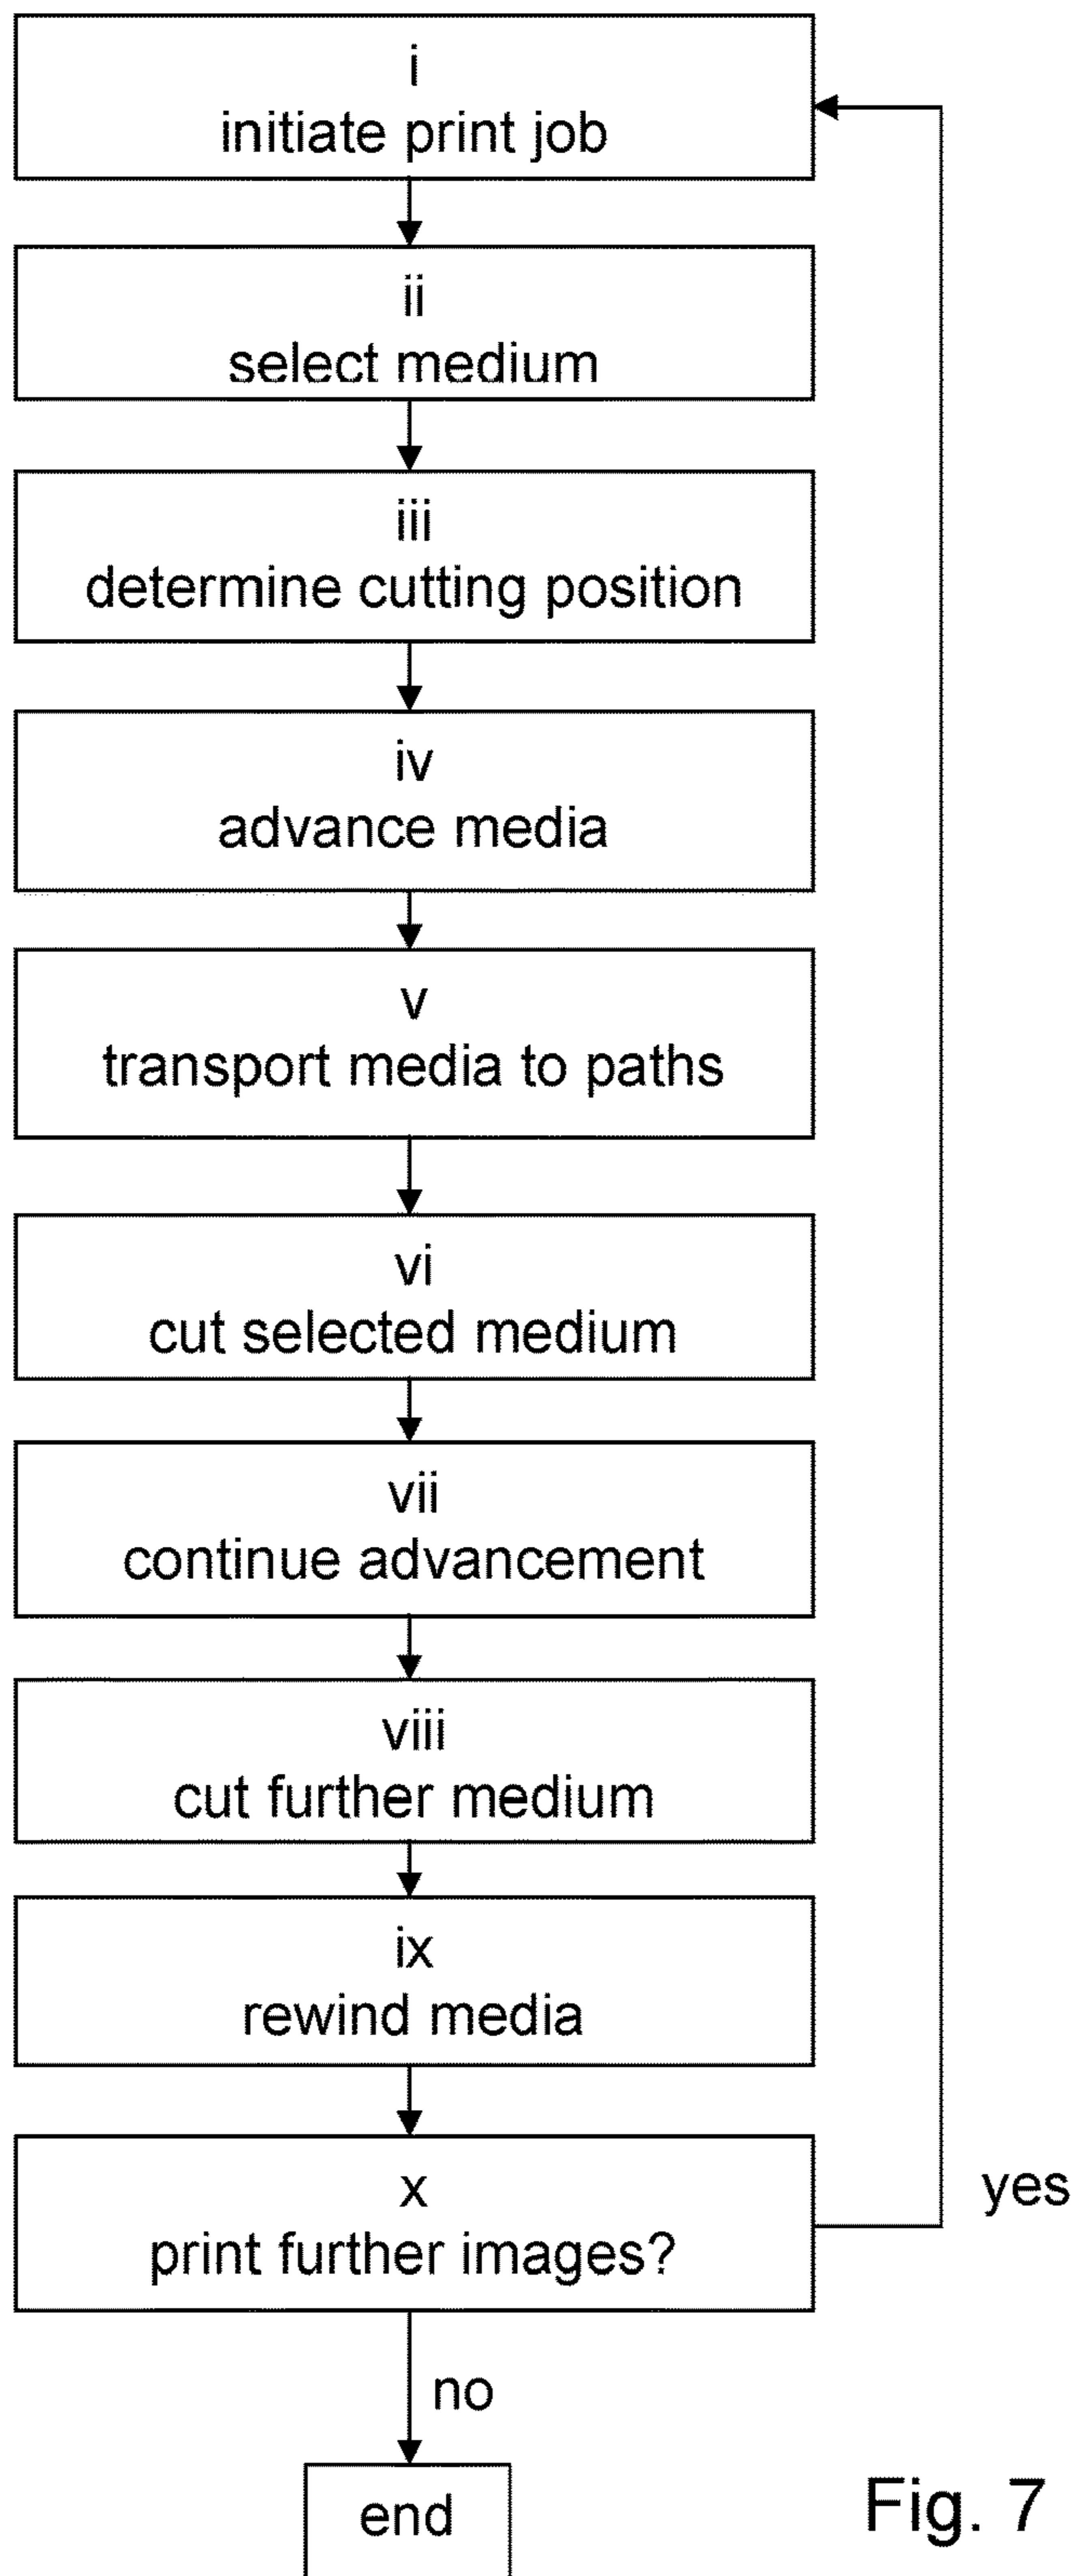 i
initiate print job
ii
select medium
iii
determine cutting position
iv
advance media
v
transport media to paths
vi
cut selected medium
vii
continue advancement
viii
cut further medium
ix
rewind media
x
print further images?
yes
no
end
Fig. 7